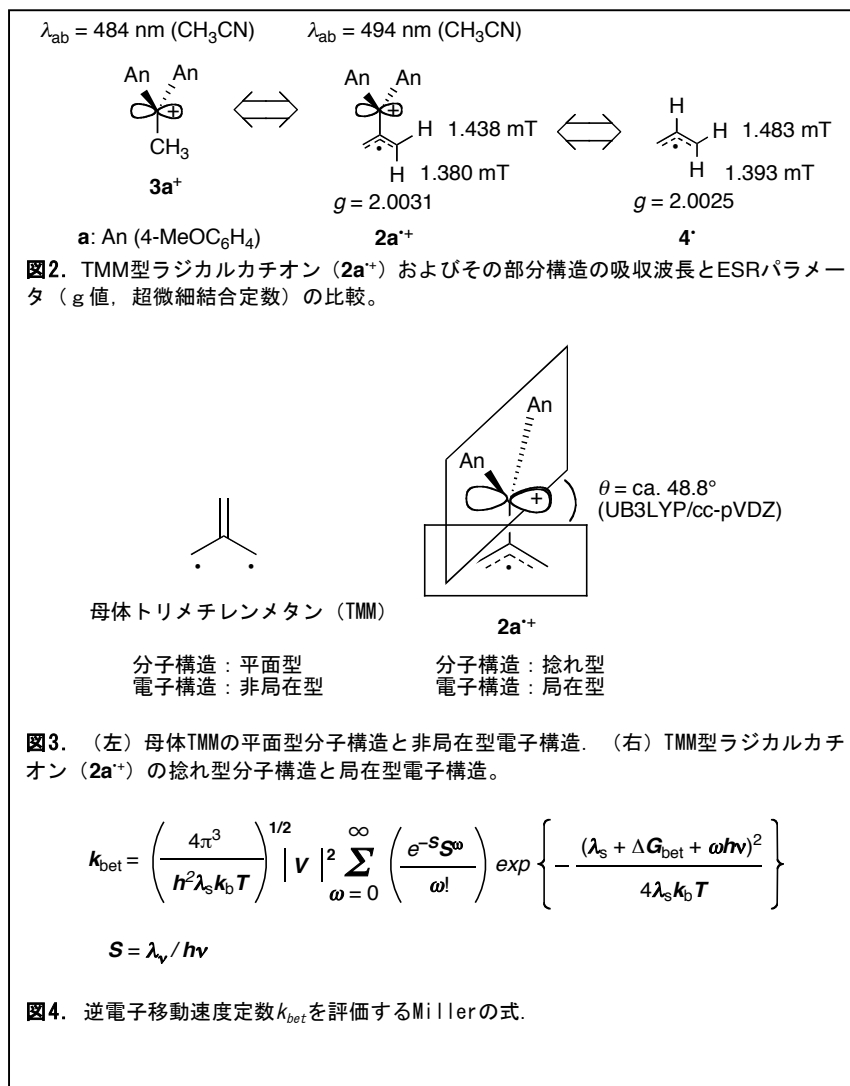 λab = 484 nm (CH3CN)
λab = 494 nm (CH3CN)
An An
+
CH3
3a+
An An
+
H 1.438 mT
H 1.380 mT
g = 2.0031
2a•+
H
H 1.483 mT
H 1.393 mT
g = 2.0025
4•
a: An (4-MeOC6H4)
図2. TMM型ラジカルカチオン（2a•+）およびその部分構造の吸収波長とESRパラメー
タ（ｇ値，超微細結合定数）の比較。
母体トリメチレンメタン（TMM）
分子構造：平面型
電子構造：非局在型
An
An
+
θ = ca. 48.8°
(UB3LYP/cc-pVDZ)
2a•+
分子構造：捻れ型
電子構造：局在型
図3. （左）母体TMMの平面型分子構造と非局在型電子構造. （右）TMM型ラジカルカチ
オン（2a•+）の捻れ型分子構造と局在型電子構造。
kbet = (4π3 / h2λskbT)1/2 |V|2 ∞∑ω = 0 (e-SSω / ω!) exp {- (λs + ΔGbet + ωhν)2 / 4λskbT}
S = λν / hν
図4. 逆電子移動速度定数kbetを評価するMillerの式.